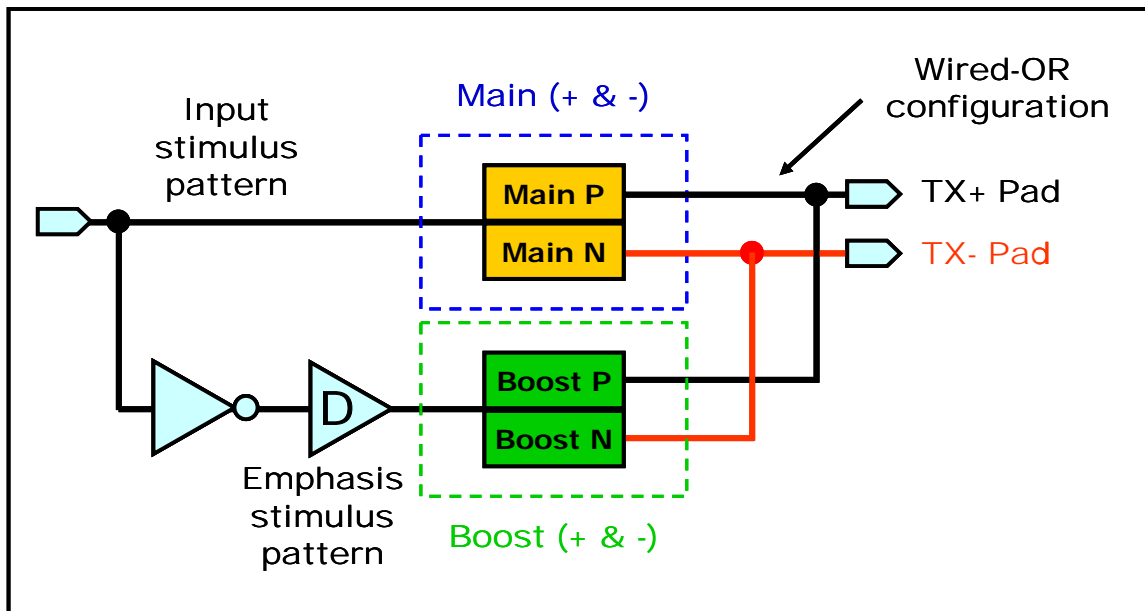 Input
stimulus
pattern
Main (+ & -)
Wired-OR
configuration
Main P
Main N
TX+ Pad
TX- Pad
Boost P
Boost N
D
Emphasis
stimulus
pattern
Boost (+ & -)